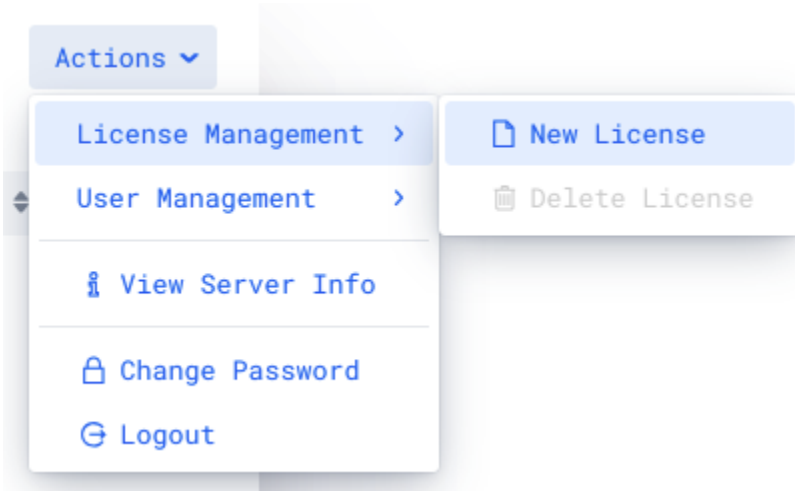 Actions
License Management
New License
User Management
Delete License
View Server Info
Change Password
Logout